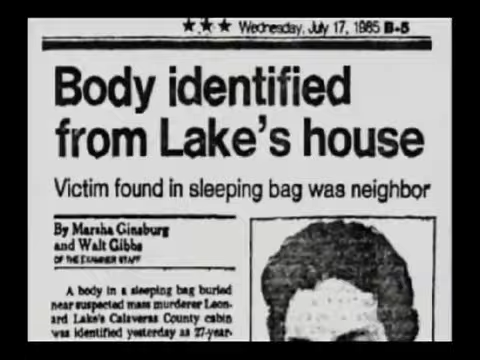 ★★★ Wednesday, July 17, 1985 B-5
Body identified
from Lake's house
Victim found in sleeping bag was neighbor
By Marsha Ginsburg
and Walt Gibbs
OF THE EXAMINER STAFF
A body in a sleeping bag buried
near suspected mass murderer Leon-
ard Lake's Calaveras County cabin
was identified yesterday as 27-year-